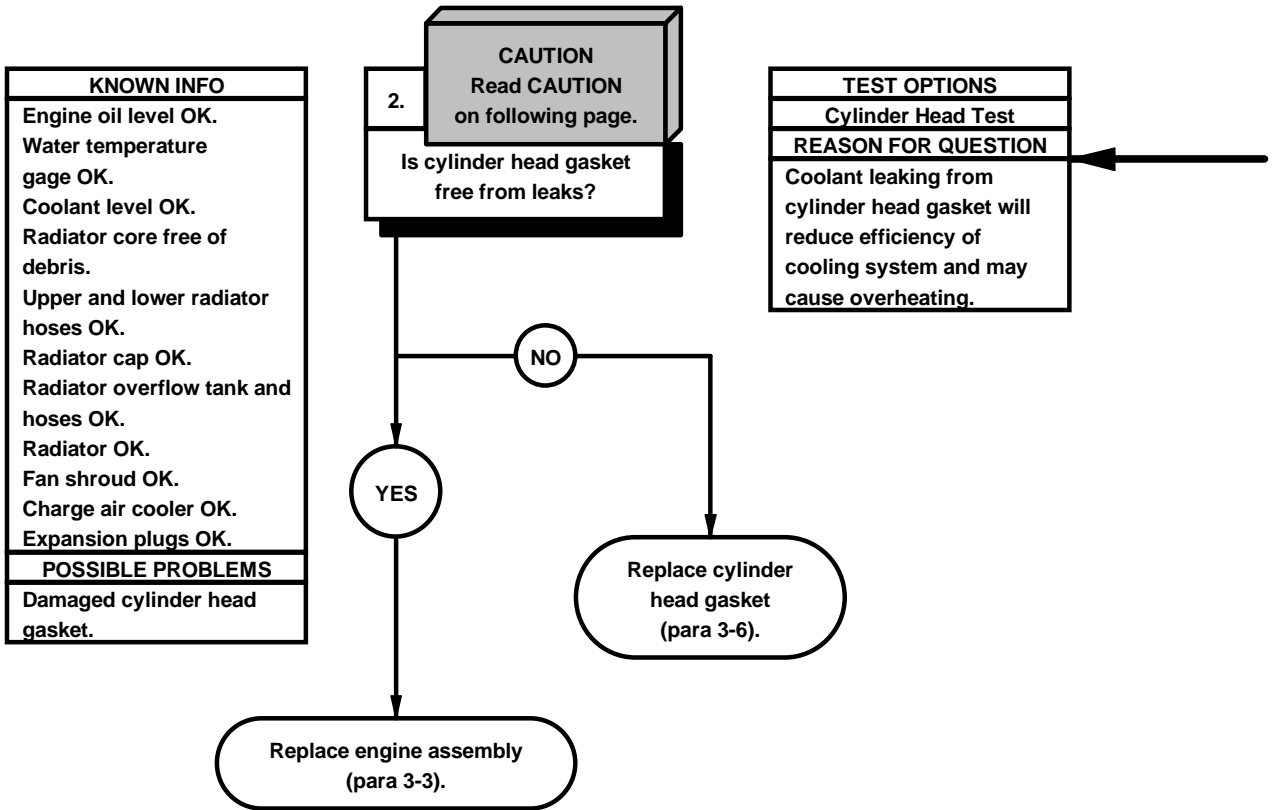 KNOWN INFO
Engine oil level OK.
Water temperature
gage OK.
Coolant level OK.
Radiator core free of
debris.
Upper and lower radiator
hoses OK.
Radiator cap OK.
Radiator overflow tank and
hoses OK.
Radiator OK.
Fan shroud OK.
Charge air cooler OK.
Expansion plugs OK.
POSSIBLE PROBLEMS
Damaged cylinder head
gasket.
CAUTION
Read CAUTION
on following page.
2.
Is cylinder head gasket
free from leaks?
TEST OPTIONS
Cylinder Head Test
REASON FOR QUESTION
Coolant leaking from
cylinder head gasket will
reduce efficiency of
cooling system and may
cause overheating.
NO
YES
Replace cylinder
head gasket
(para 3-6).
Replace engine assembly
(para 3-3).